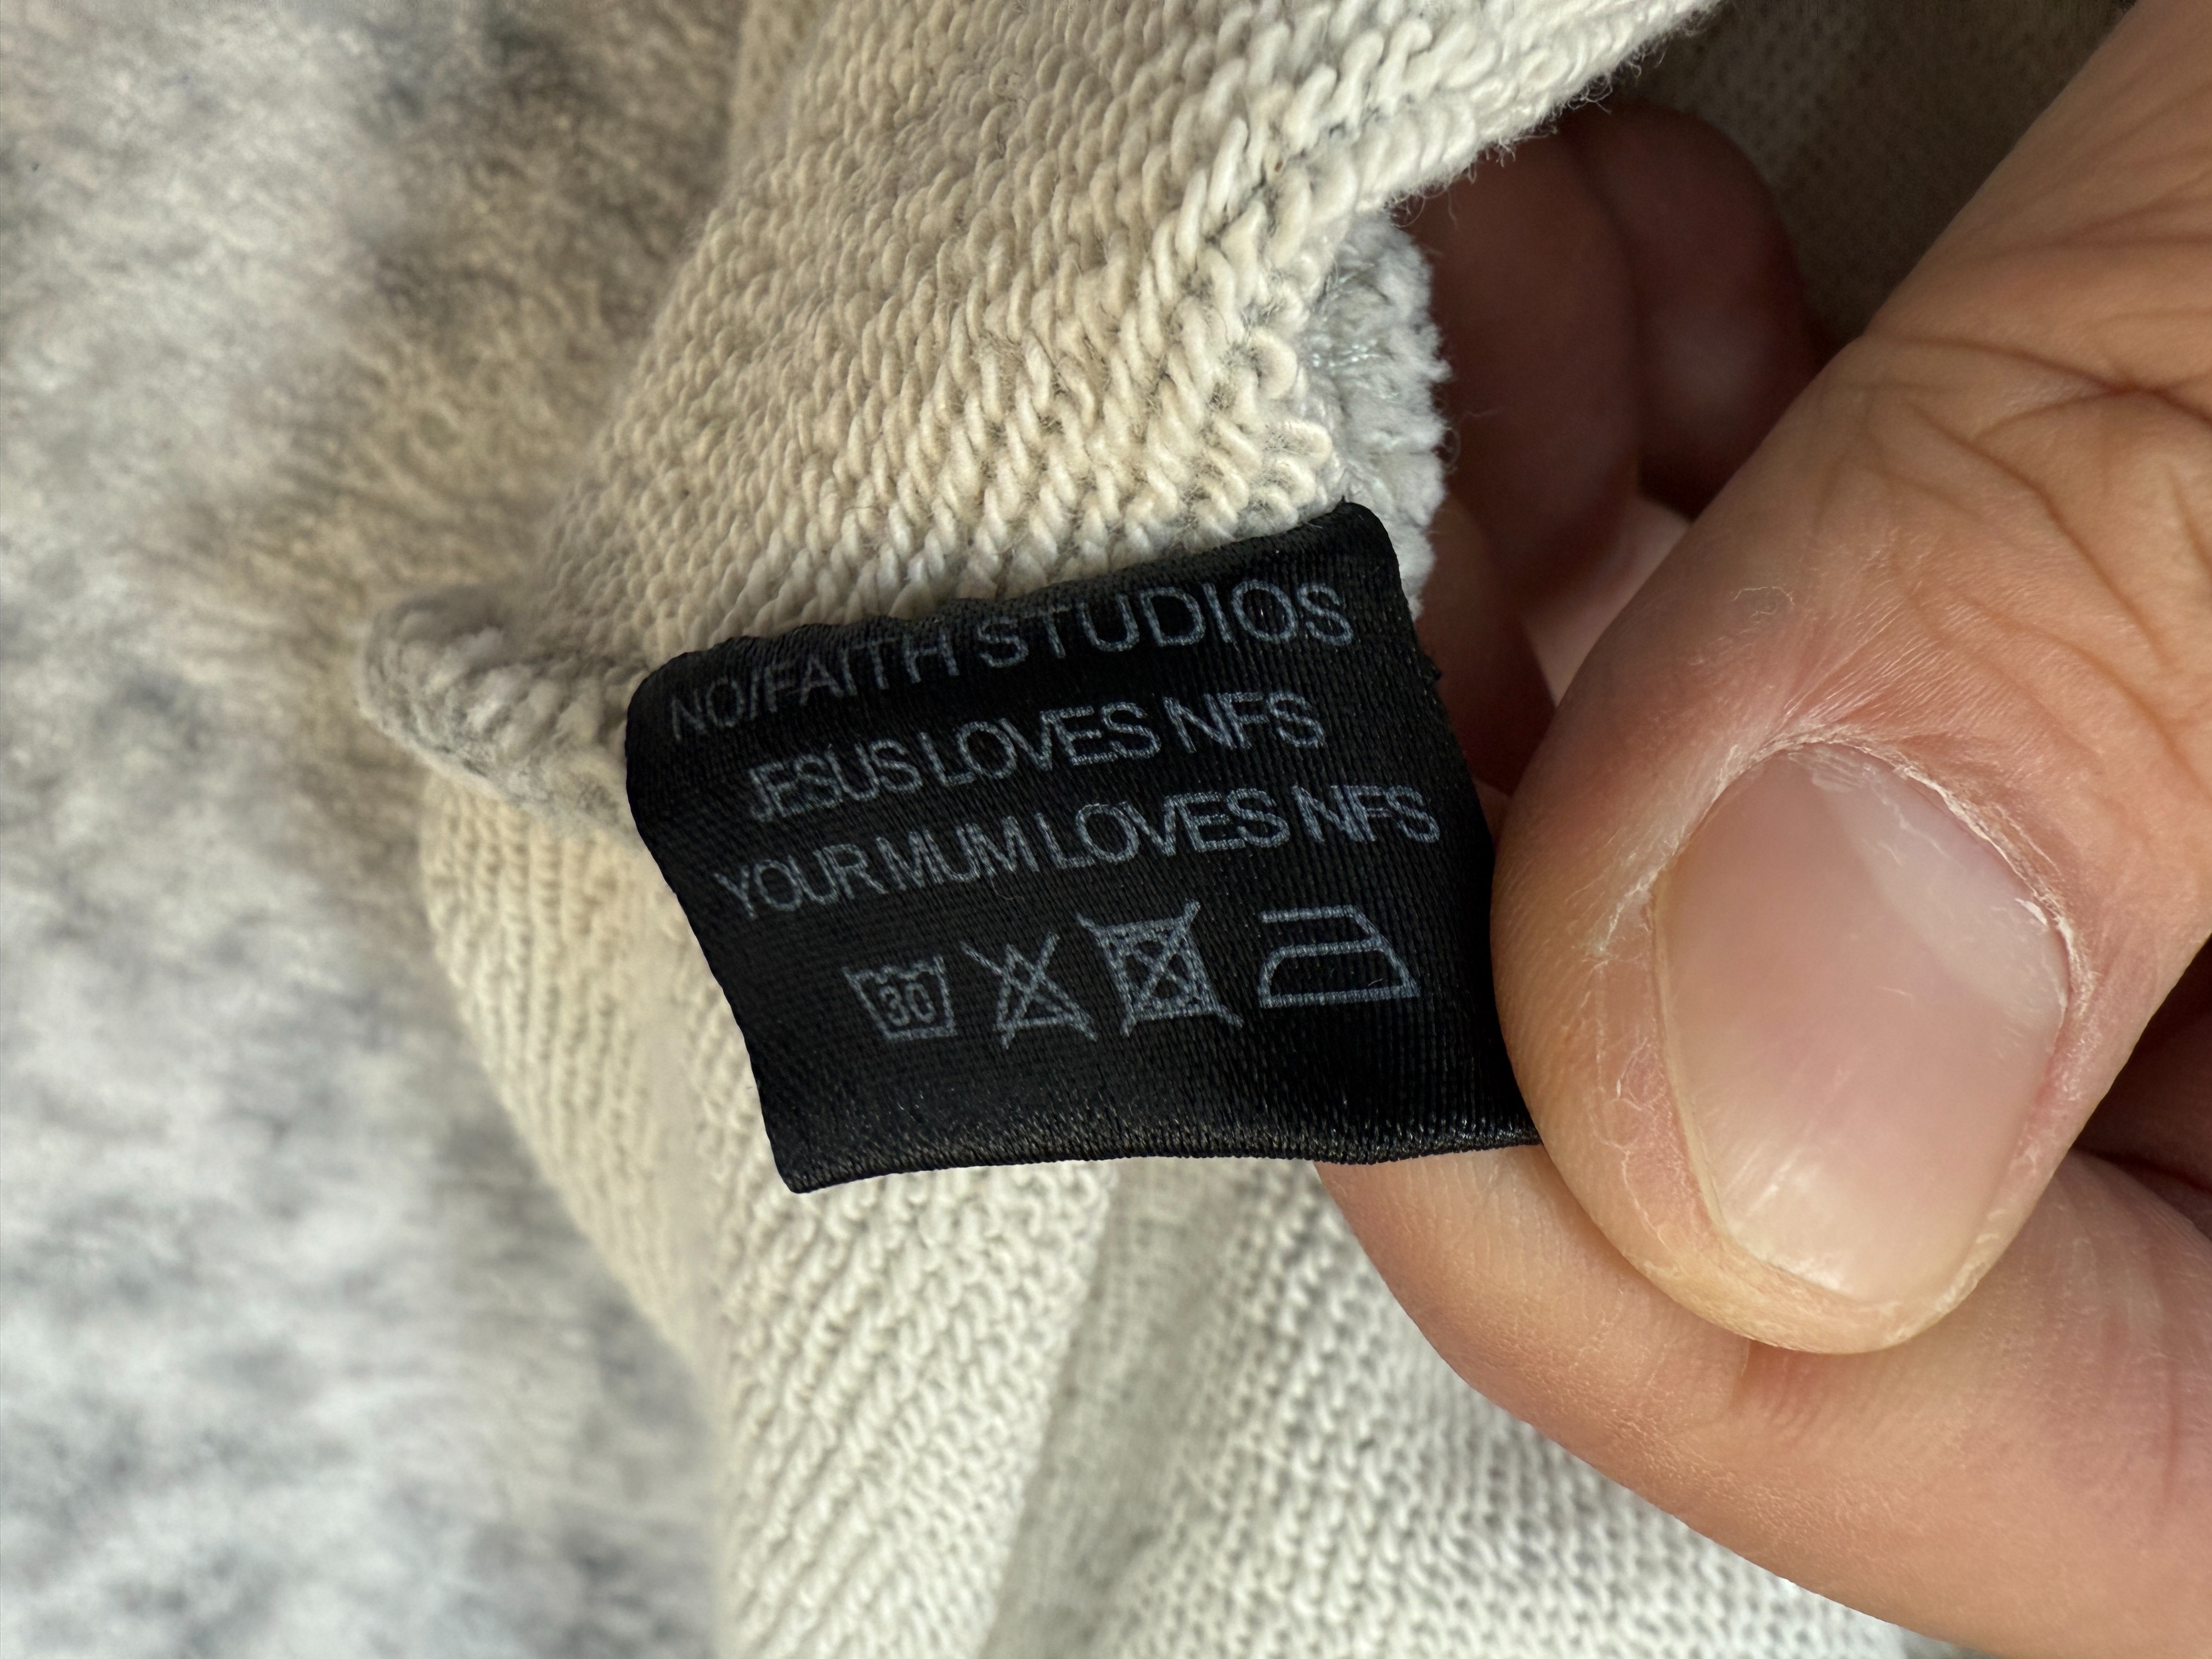 NO/FAITH STUDIOS
JESUS LOVES NFS
YOUR MUM LOVES NFS
30